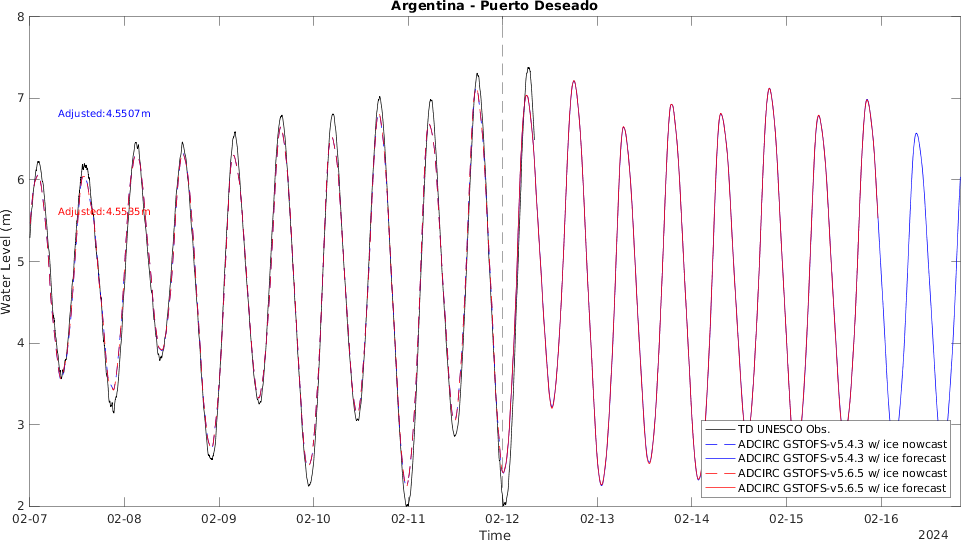 Argentina - Puerto Deseado
8
7
6
5
4
3
2
Water Level (m)
Adjusted:4.5507m
Adjusted:4.5535m
TD UNESCO Obs.
ADCIRC GSTOFS-v5.4.3 w/ ice nowcast
ADCIRC GSTOFS-v5.4.3 w/ ice forecast
ADCIRC GSTOFS-v5.6.5 w/ ice nowcast
ADCIRC GSTOFS-v5.6.5 w/ ice forecast
02-07 02-08 02-09 02-10 02-11 02-12 02-13 02-14 02-15 02-16
Time
2024